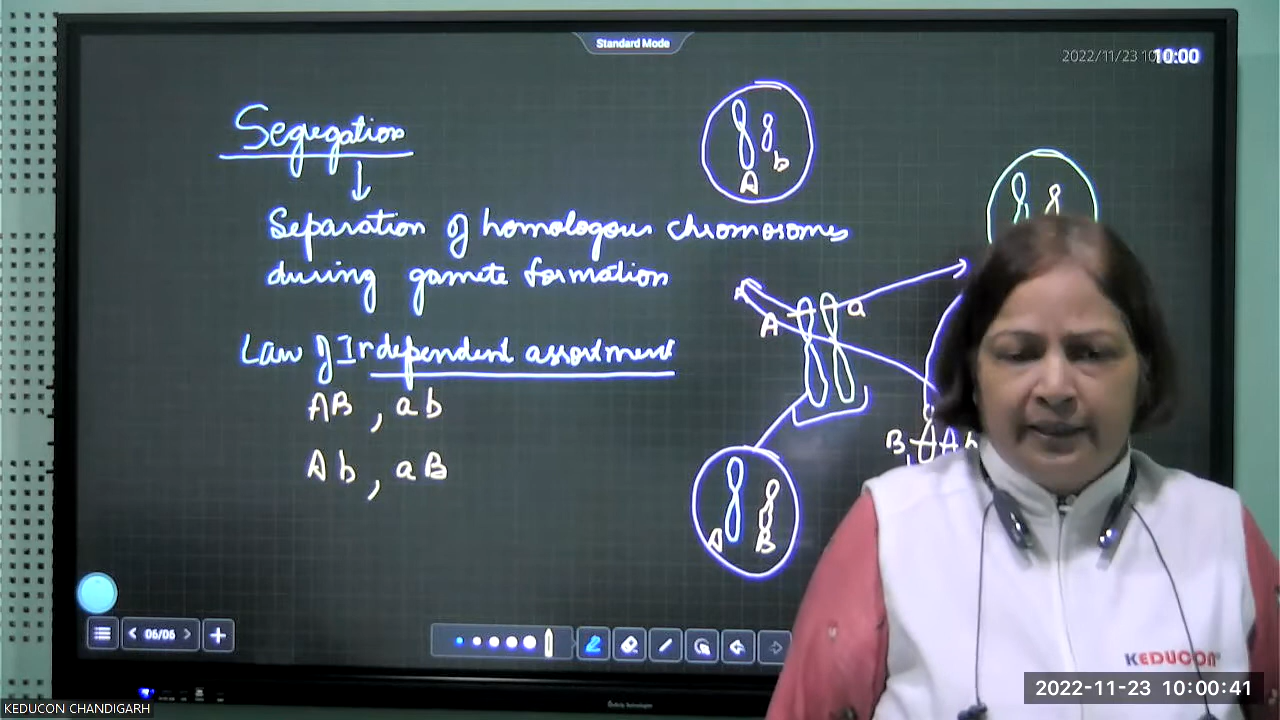 Standard Mode
2022/11/23 10:00
Segregation
Separation of homologous chromosomes
during gamete formation
Law of Independent assortment
AB , ab
Ab , aB
A b
A a
B
A B
06/06
KEDUCON
2022-11-23 10:00:41
KEDUCON CHANDIGARH